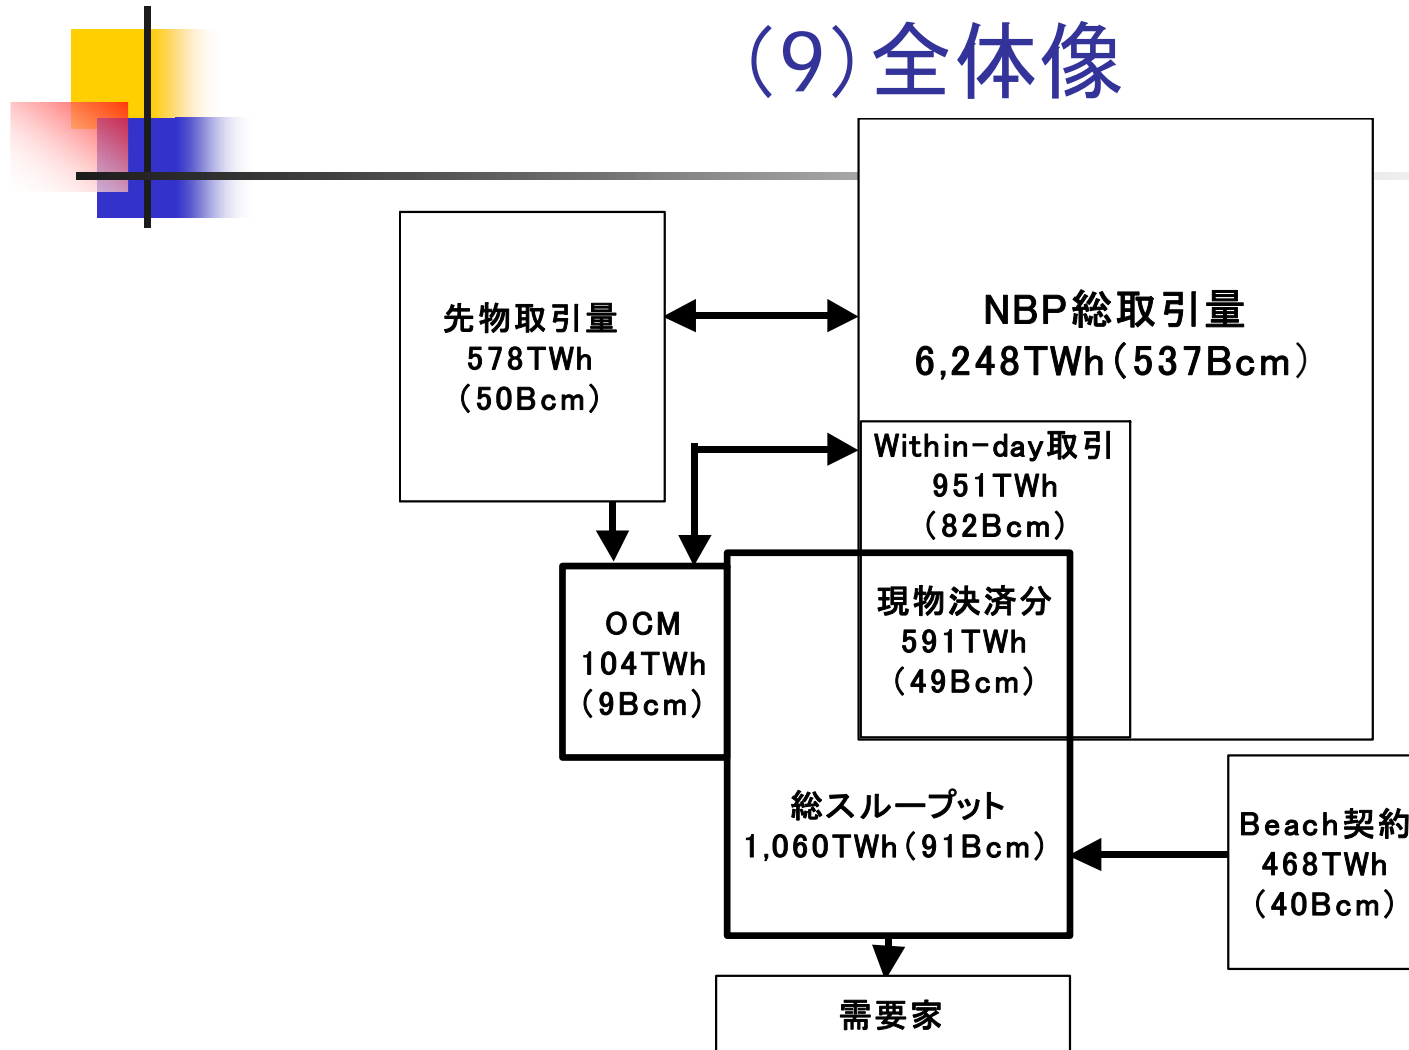 (9)全体像
先物取引量
578TWh
(50Bcm)
NBP総取引量
6,248TWh(537Bcm)
Within-day取引
951TWh
(82Bcm)
OCM
104TWh
(9Bcm)
現物決済分
591TWh
(49Bcm)
総スループット
1,060TWh(91Bcm)
Beach契約
468TWh
(40Bcm)
需要家